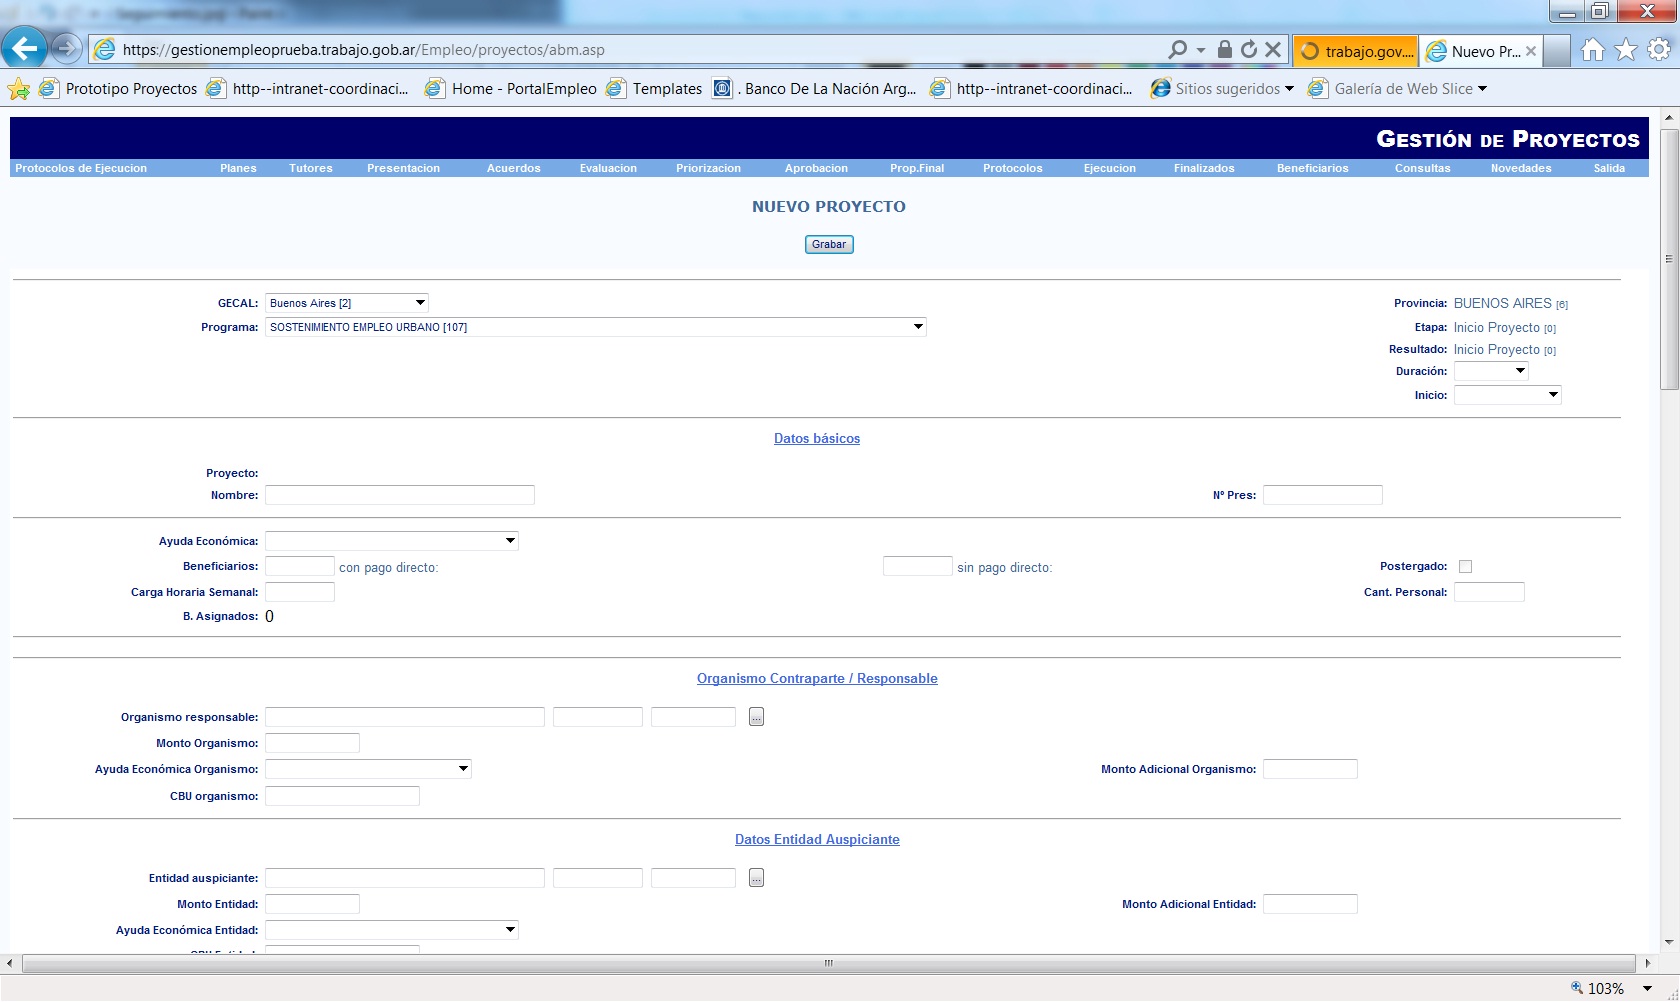 https://gestionempleoprueba.trabajo.gob.ar/Empleo/proyectos/abm.asp
trabajo.gov....
Nuevo Pr...
Prototipo Proyectos
http--intranet-coordinaci...
Home - PortalEmpleo
Templates
. Banco De La Nación Arg...
http--intranet-coordinaci...
Sitios sugeridos
Galería de Web Slice
GESTIÓN DE PROYECTOS
Protocolos de Ejecucion Planes Tutores Presentacion Acuerdos Evaluacion Priorizacion Aprobacion Prop.Final Protocolos Ejecucion Finalizados Beneficiarios Consultas Novedades Salida
NUEVO PROYECTO
Grabar
GECAL: Buenos Aires [2]
Provincia: BUENOS AIRES [6]
Programa: SOSTENIMIENTO EMPLEO URBANO [107]
Etapa: Inicio Proyecto [0]
Resultado: Inicio Proyecto [0]
Duración:
Inicio:
Datos básicos
Proyecto:
Nombre:
Nº Pres:
Ayuda Económica:
Beneficiarios: con pago directo: sin pago directo:
Postergado:
Carga Horaria Semanal:
Cant. Personal:
B. Asignados: 0
Organismo Contraparte / Responsable
Organismo responsable: ...
Monto Organismo:
Ayuda Económica Organismo:
Monto Adicional Organismo:
CBU organismo:
Datos Entidad Auspiciante
Entidad auspiciante: ...
Monto Entidad:
Monto Adicional Entidad:
Ayuda Económica Entidad:
103%